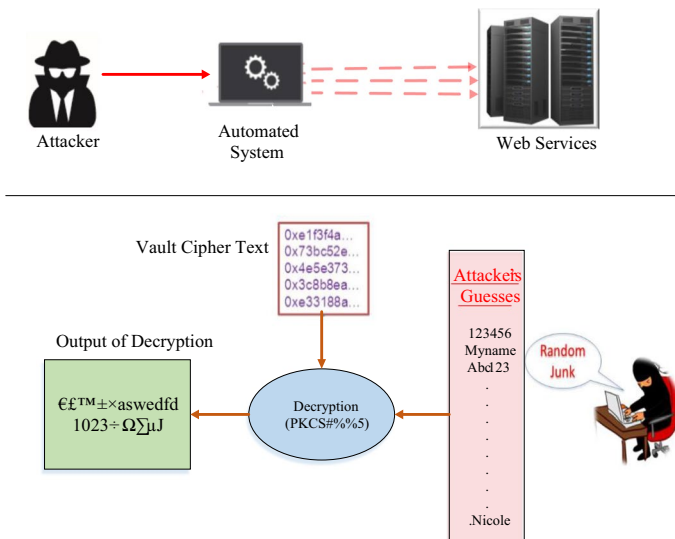 Attacker
Automated
System
Web Services
Vault Cipher Text
0xe1f3f4a...
0x73bc52e...
0x4e5e373...
0x3c8b8ea...
0xe33188a...
Attacker's
Guesses
123456
Myname
Abcl23
.
.
.
.
.
.
.
.
.Nicole
Random
Junk
Output of Decryption
€£™±×aswedfd
1023÷ Ω∑µJ
Decryption
(PKCS#%%5)